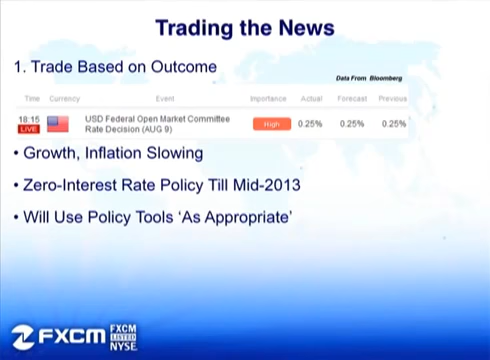 Trading the News
1. Trade Based on Outcome
Data From Bloomberg
Time Currency Event Importance Actual Forecast Previous
18:15 USD Federal Open Market Committee High 0.25% 0.25% 0.25%
LIVE Rate Decision (AUG 9)
• Growth, Inflation Slowing
• Zero-Interest Rate Policy Till Mid-2013
• Will Use Policy Tools ‘As Appropriate’
FXCM FXCM
LISTED
NYSE